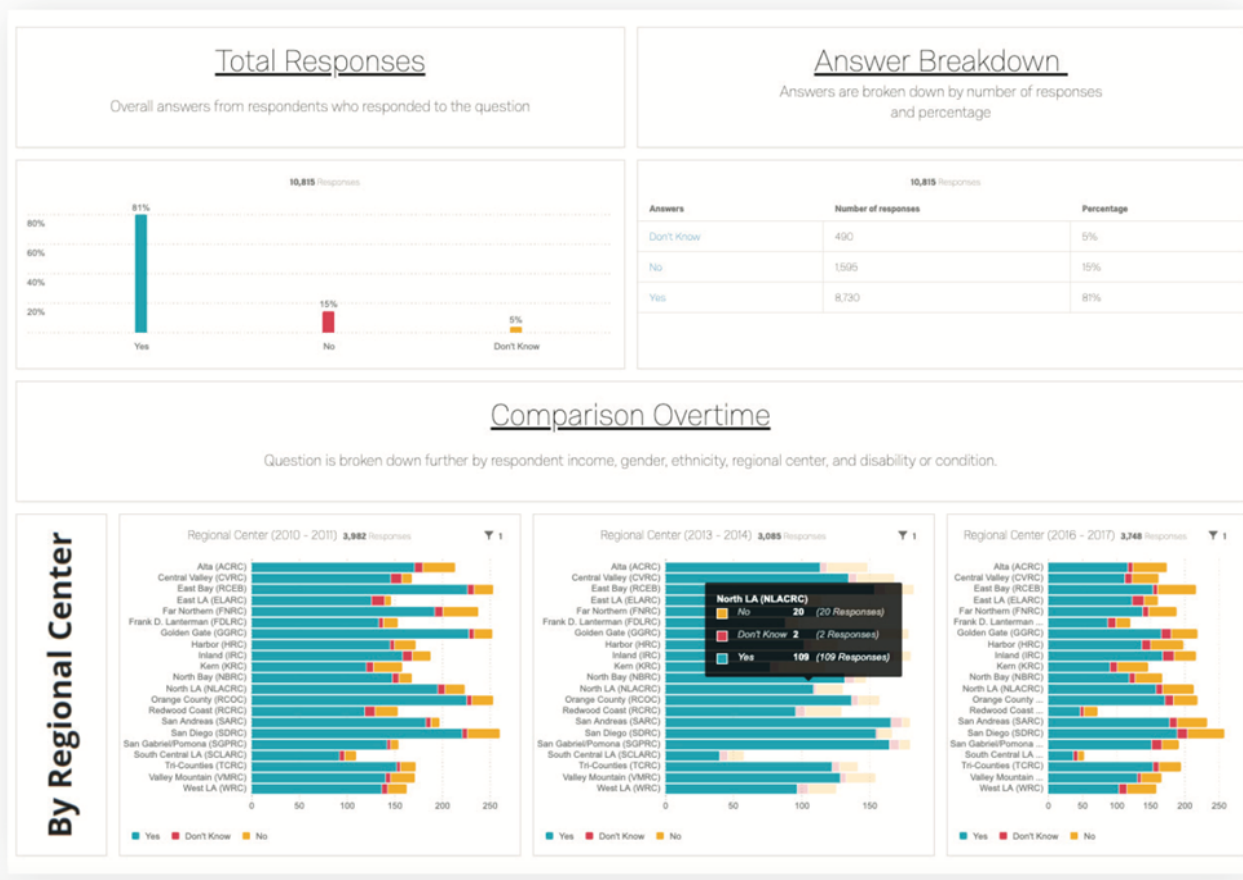 Total Responses
Overall answers from respondents who responded to the question
Answer Breakdown
Answers are broken down by number of responses
and percentage
10,815 Responses
81%
80%
60%
40%
20%
15%
5%
Yes
No
Don't Know
10,815 Responses
Answers Number of responses Percentage
Don't Know 490 5%
No 1,595 15%
Yes 8,730 81%
Comparison Overtime
Question is broken down further by respondent income, gender, ethnicity, regional center, and disability or condition.
By Regional Center
Regional Center (2010 - 2011) 3,982 Responses 1
Alta (ACRC)
Central Valley (CVRC)
East Bay (RCEB)
East LA (ELARC)
Far Northern (FNRC)
Frank D. Lanterman (FDLRC)
Golden Gate (GGRC)
Harbor (HRC)
Inland (IRC)
Kern (KRC)
North Bay (NBRC)
North LA (NLACRC)
Orange County (RCOC)
Redwood Coast (RCRC)
San Andreas (SARC)
San Diego (SDRC)
San Gabriel/Pomona (SGPRC)
South Central LA (SCLARC)
Tri-Counties (TCRC)
Valley Mountain (VMRC)
West LA (WRC)
0 50 100 150 200 250
Yes Don't Know No
Regional Center (2013 - 2014) 3,085 Responses 1
Alta (ACRC)
Central Valley (CVRC)
East Bay (RCEB)
East LA (ELARC)
Far Northern (FNRC)
Frank D. Lanterman (FDLRC)
Golden Gate (GGRC)
Harbor (HRC)
Inland (IRC)
Kern (KRC)
North Bay (NBRC)
North LA (NLACRC)
Orange County (RCOC)
Redwood Coast (RCRC)
San Andreas (SARC)
San Diego (SDRC)
San Gabriel/Pomona (SGPRC)
South Central LA (SCLARC)
Tri-Counties (TCRC)
Valley Mountain (VMRC)
West LA (WRC)
0 50 100 150
Yes Don't Know No
North LA (NLACRC)
No 20 (20 Responses)
Don't Know 2 (2 Responses)
Yes 109 (109 Responses)
Regional Center (2016 - 2017) 3,748 Responses 1
Alta (ACRC)
Central Valley (CVRC)
East Bay (RCEB)
East LA (ELARC)
Far Northern (FNRC)
Frank D. Lanterman ...
Golden Gate (GGRC)
Harbor (HRC)
Inland (IRC)
Kern (KRC)
North Bay (NBRC)
North LA (NLACRC)
Orange County ...
Redwood Coast ...
San Andreas (SARC)
San Diego (SDRC)
San Gabriel/Pomona ...
South Central LA ...
Tri-Counties (TCRC)
Valley Mountain ...
West LA (WRC)
0 50 100 150 200 250
Yes Don't Know No